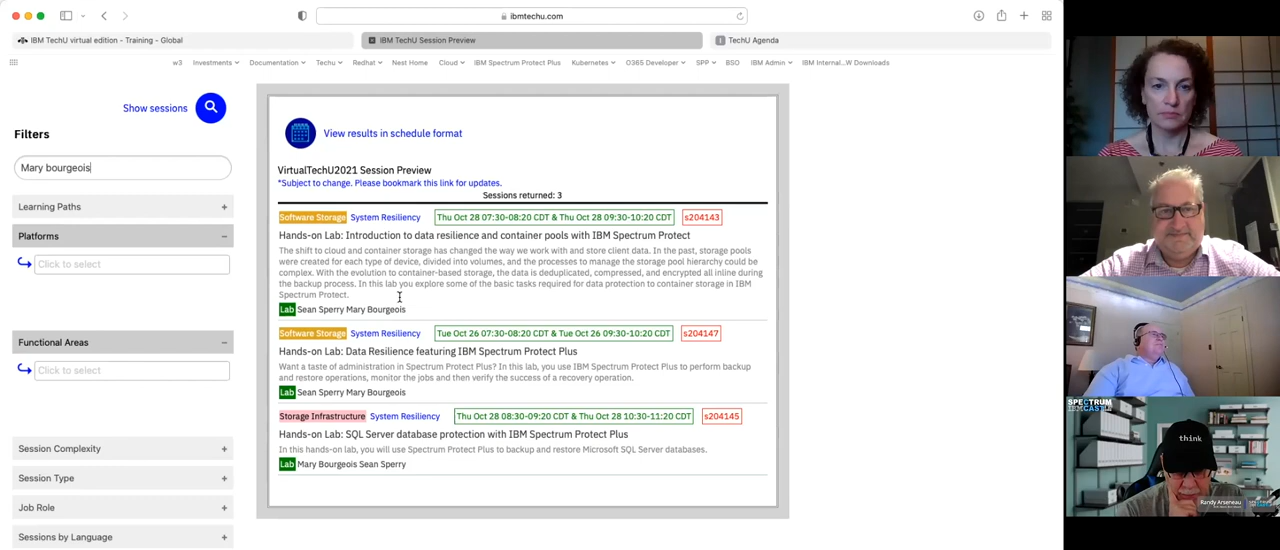 ibmtechu.com
IBM TechU virtual edition - Training - Global
IBM TechU Session Preview
TechU Agenda
w3 Investments Documentation Techu Redhat Nest Home Cloud IBM Spectrum Protect Plus Kubernetes O365 Developer SPP BSO IBM Admin IBM Internal...W Downloads
Show sessions
Filters
Mary bourgeois
Learning Paths +
Platforms –
Click to select
Functional Areas –
Click to select
Session Complexity +
Session Type +
Job Role +
Sessions by Language +
View results in schedule format
VirtualTechU2021 Session Preview
*Subject to change. Please bookmark this link for updates.
Sessions returned: 3
Software Storage System Resiliency Thu Oct 28 07:30-08:20 CDT & Thu Oct 28 09:30-10:20 CDT s204143
Hands-on Lab: Introduction to data resilience and container pools with IBM Spectrum Protect
The shift to cloud and container storage has changed the way we work with and store client data. In the past, storage pools
were created for each type of device, divided into volumes, and the processes to manage the storage pool hierarchy could be
complex. With the evolution to container-based storage, the data is deduplicated, compressed, and encrypted all inline during
the backup process. In this lab you explore some of the basic tasks required for data protection to container storage in IBM
Spectrum Protect.
Lab Sean Sperry Mary Bourgeois
Software Storage System Resiliency Tue Oct 26 07:30-08:20 CDT & Tue Oct 26 09:30-10:20 CDT s204147
Hands-on Lab: Data Resilience featuring IBM Spectrum Protect Plus
Want a taste of administration in Spectrum Protect Plus? In this lab, you use IBM Spectrum Protect Plus to perform backup
and restore operations, monitor the jobs and then verify the success of a recovery operation.
Lab Sean Sperry Mary Bourgeois
Storage Infrastructure System Resiliency Thu Oct 28 08:30-09:20 CDT & Thu Oct 28 10:30-11:20 CDT s204145
Hands-on Lab: SQL Server database protection with IBM Spectrum Protect Plus
In this hands-on lab, you will use Spectrum Protect Plus to backup and restore Microsoft SQL Server databases.
Lab Mary Bourgeois Sean Sperry
SPECTRUM
IBMCAST
think
Randy Arseneau